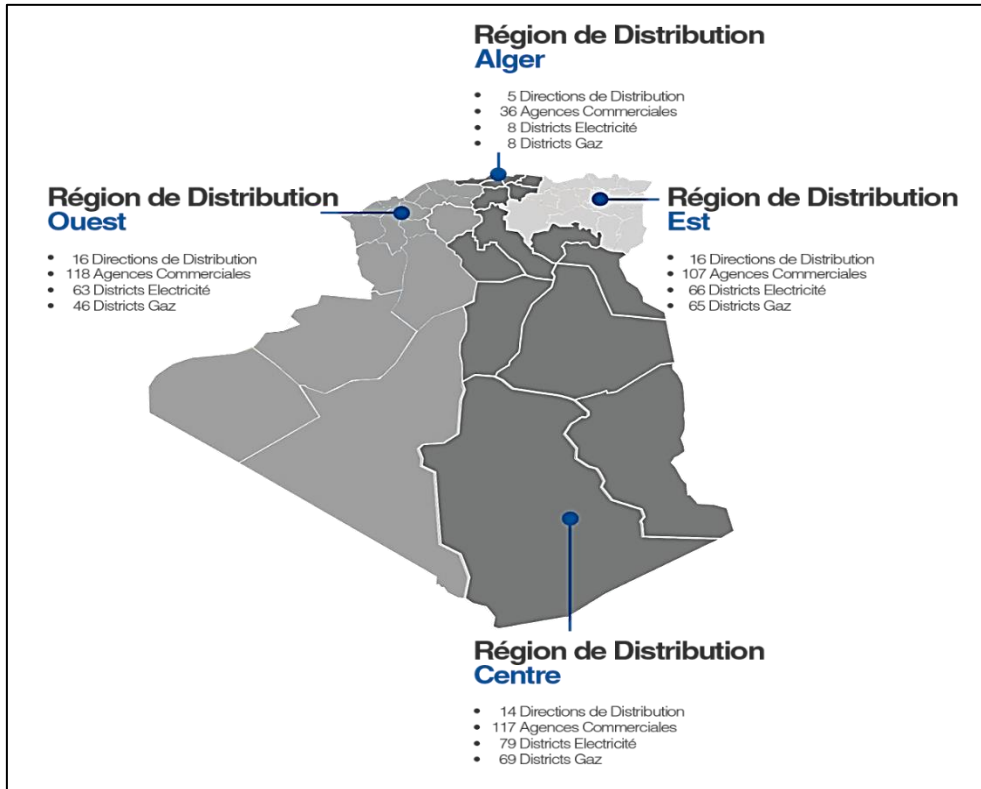 Région de Distribution
Alger
• 5 Directions de Distribution
• 36 Agences Commerciales
• 8 Districts Electricité
• 8 Districts Gaz
Région de Distribution
Ouest
• 16 Directions de Distribution
• 118 Agences Commerciales
• 63 Districts Electricité
• 46 Districts Gaz
Région de Distribution
Est
• 16 Directions de Distribution
• 107 Agences Commerciales
• 66 Districts Electricité
• 65 Districts Gaz
Région de Distribution
Centre
• 14 Directions de Distribution
• 117 Agences Commerciales
• 79 Districts Electricité
• 69 Districts Gaz